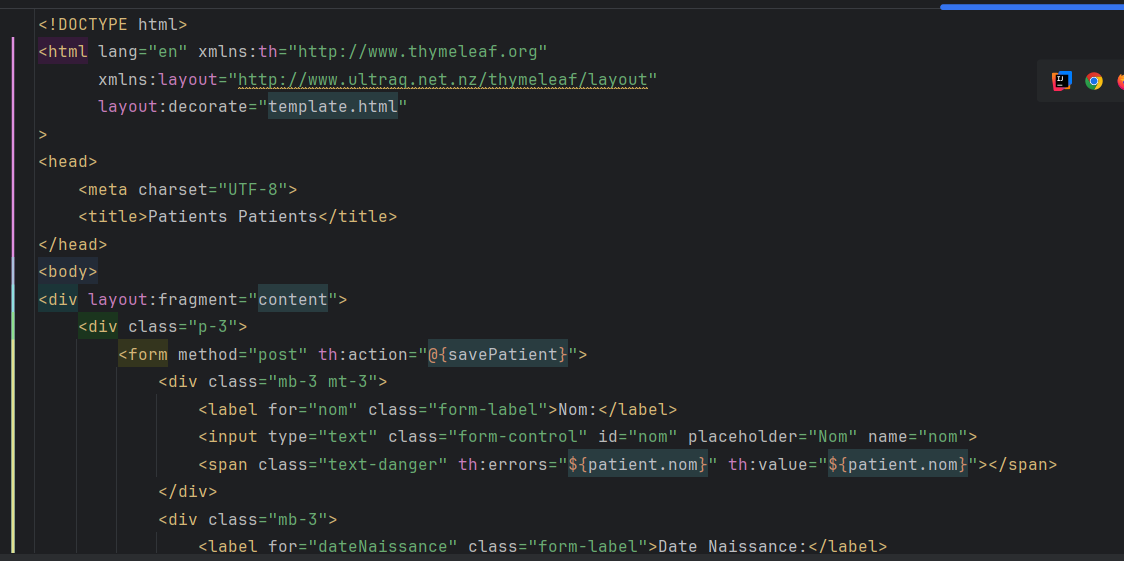 <!DOCTYPE html>
<html lang="en" xmlns:th="http://www.thymeleaf.org"
xmlns:layout="http://www.ultraq.net.nz/thymeleaf/layout"
layout:decorate="template.html"
>
<head>
<meta charset="UTF-8">
<title>Patients Patients</title>
</head>
<body>
<div layout:fragment="content">
<div class="p-3">
<form method="post" th:action="@{savePatient}">
<div class="mb-3 mt-3">
<label for="nom" class="form-label">Nom:</label>
<input type="text" class="form-control" id="nom" placeholder="Nom" name="nom">
<span class="text-danger" th:errors="${patient.nom}" th:value="${patient.nom}"></span>
</div>
<div class="mb-3">
<label for="dateNaissance" class="form-label">Date Naissance:</label>